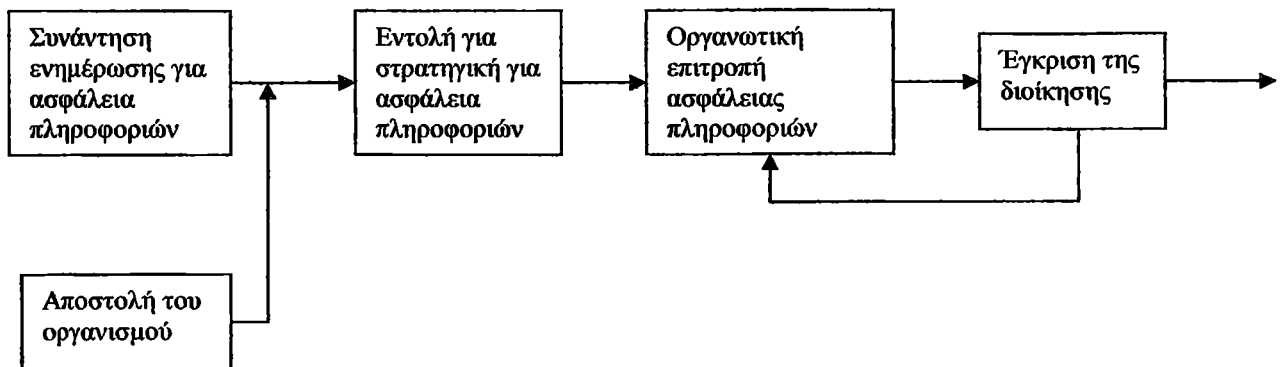 Συνάντηση
ενημέρωσης για
ασφάλεια
πληροφοριών
Εντολή για
στρατηγική για
ασφάλεια
πληροφοριών
Οργανωτική
επιτροπή
ασφάλειας
πληροφοριών
Έγκριση της
διοίκησης
Αποστολή του
οργανισμού